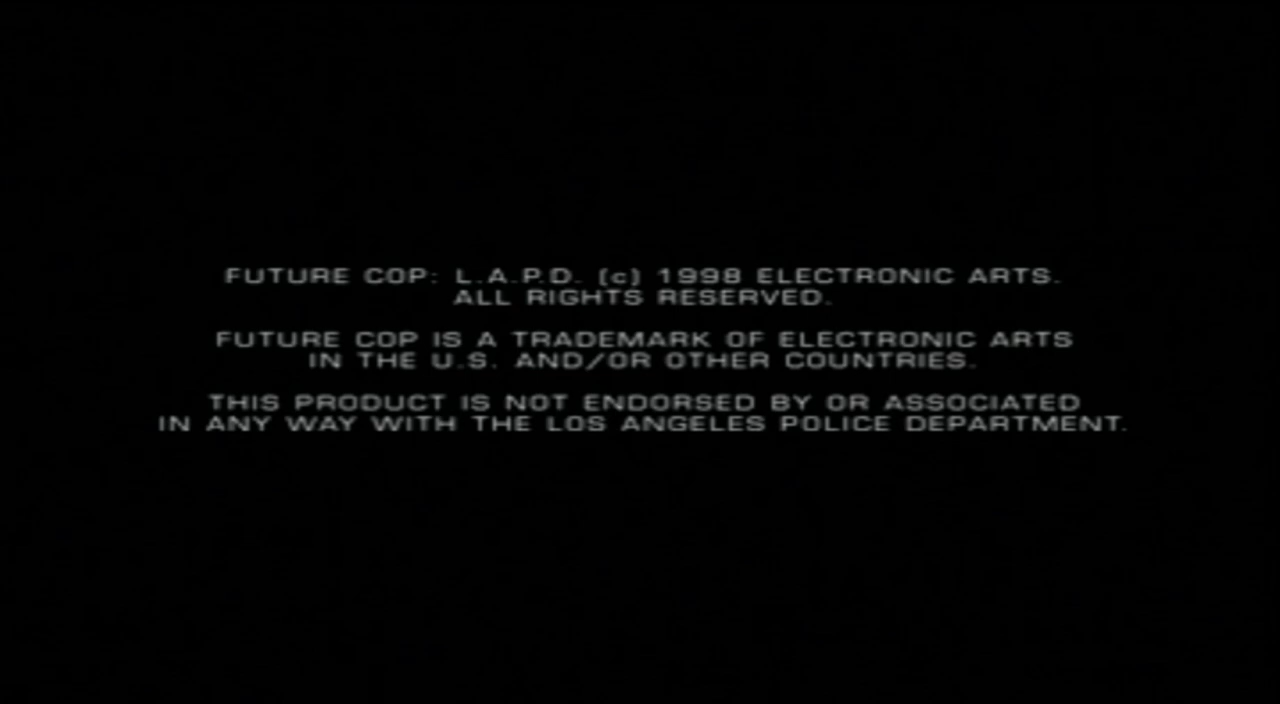 FUTURE COP: L.A.P.D. (c) 1998 ELECTRONIC ARTS.
ALL RIGHTS RESERVED.
FUTURE COP IS A TRADEMARK OF ELECTRONIC ARTS
IN THE U.S. AND/OR OTHER COUNTRIES.
THIS PRODUCT IS NOT ENDORSED BY OR ASSOCIATED
IN ANY WAY WITH THE LOS ANGELES POLICE DEPARTMENT.